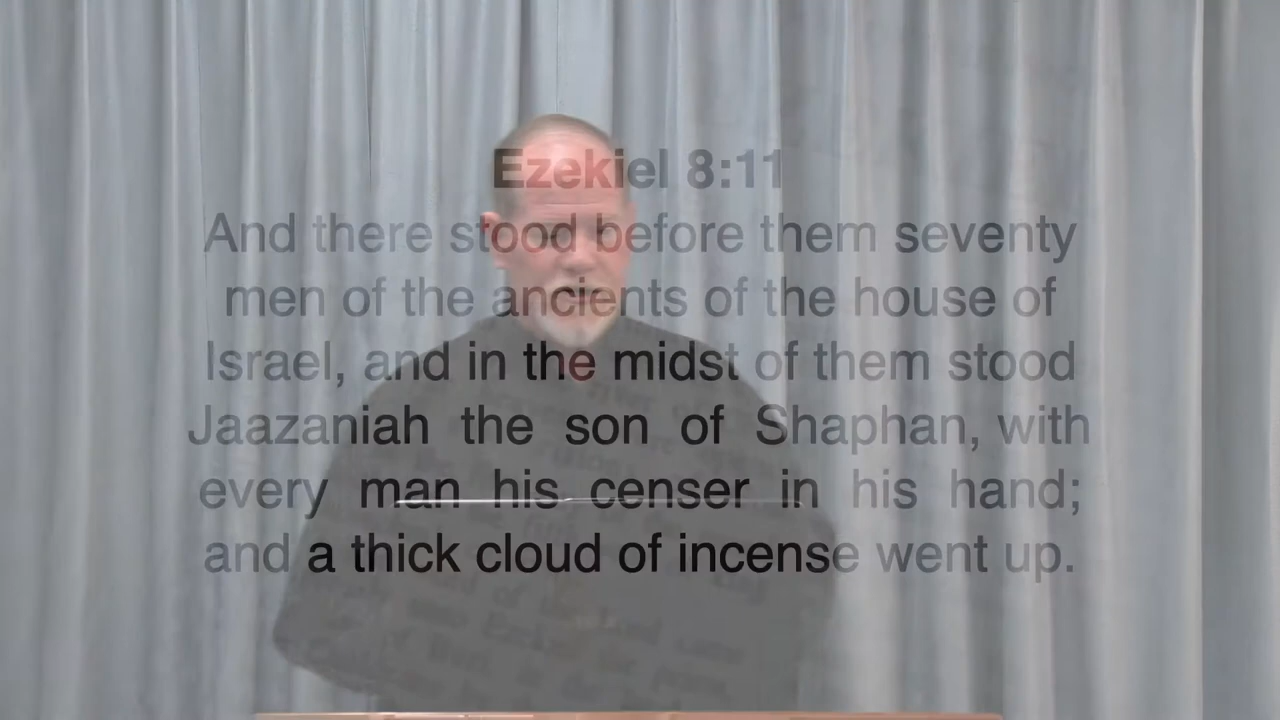 Ezekiel 8:11
And there stood before them seventy
men of the ancients of the house of
Israel, and in the midst of them stood
Jaazaniah the son of Shaphan, with
every man his censer in his hand;
and a thick cloud of incense went up.